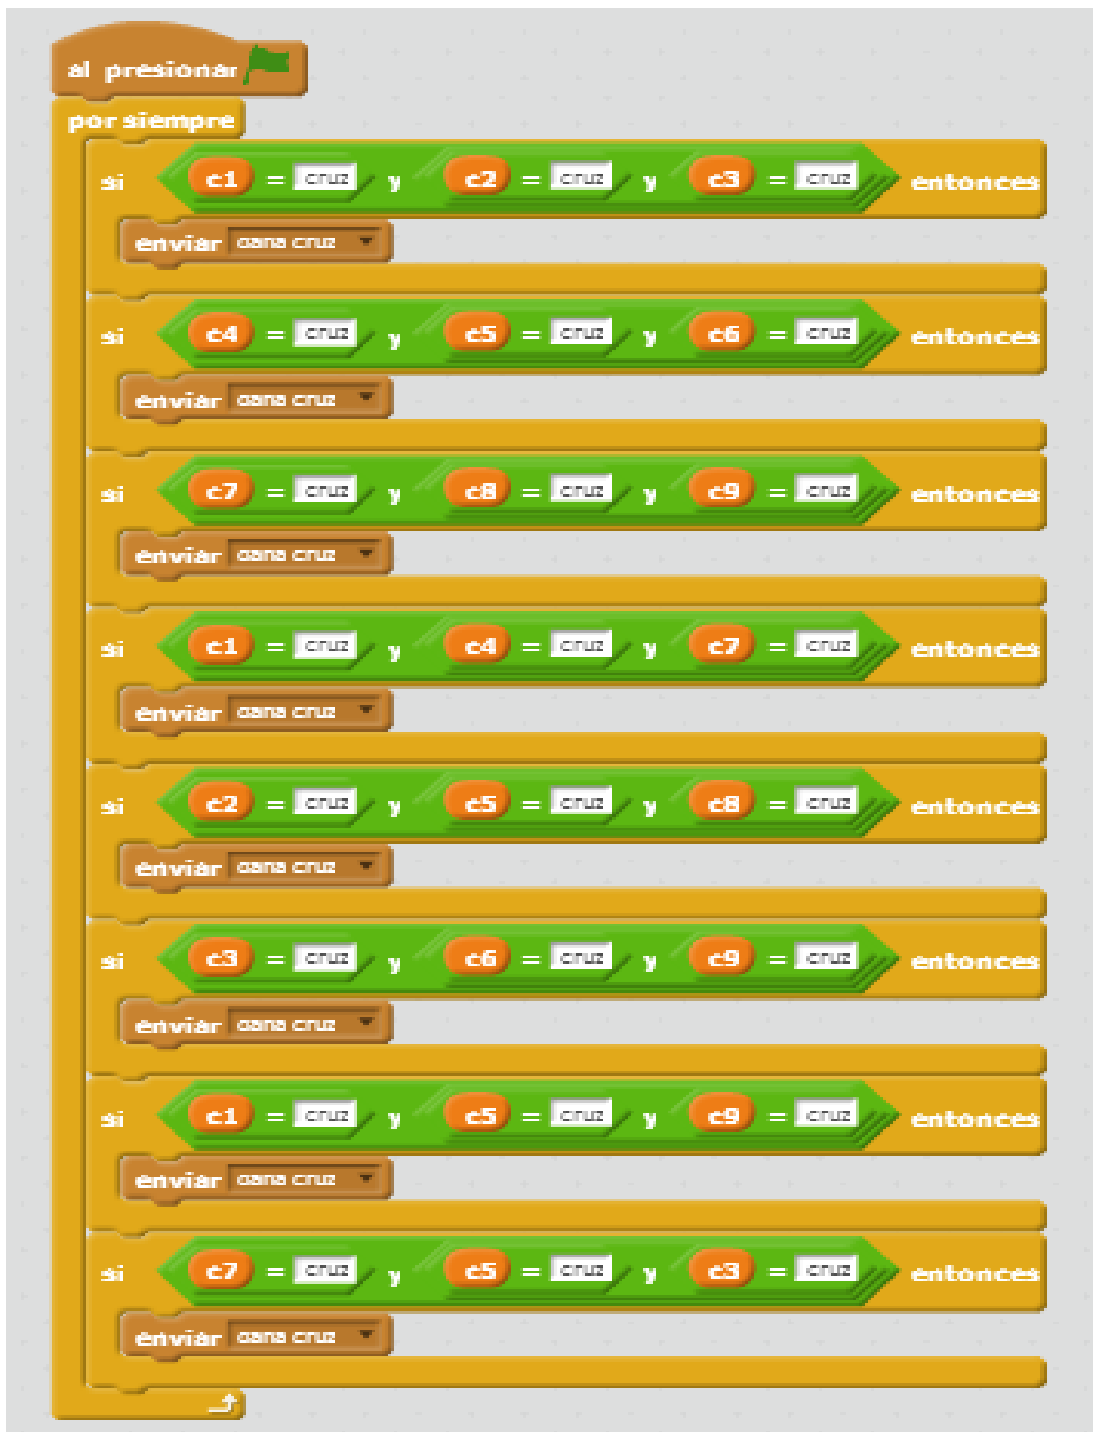 al presionar
por siempre
si c1 = cruz y c2 = cruz y c3 = cruz entonces
enviar gana cruz
si c4 = cruz y c5 = cruz y c6 = cruz entonces
enviar gana cruz
si c7 = cruz y c8 = cruz y c9 = cruz entonces
enviar gana cruz
si c1 = cruz y c4 = cruz y c7 = cruz entonces
enviar gana cruz
si c2 = cruz y c5 = cruz y c8 = cruz entonces
enviar gana cruz
si c3 = cruz y c6 = cruz y c9 = cruz entonces
enviar gana cruz
si c1 = cruz y c5 = cruz y c9 = cruz entonces
enviar gana cruz
si c7 = cruz y c5 = cruz y c3 = cruz entonces
enviar gana cruz